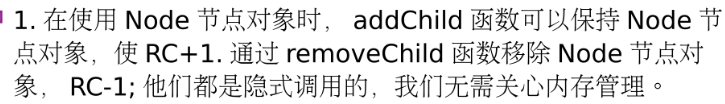 1. 在使用 Node 节点对象时， addChild 函数可以保持 Node 节
点对象，使 RC+1. 通过 removeChild 函数移除 Node 节点对
象， RC-1; 他们都是隐式调用的，我们无需关心内存管理。